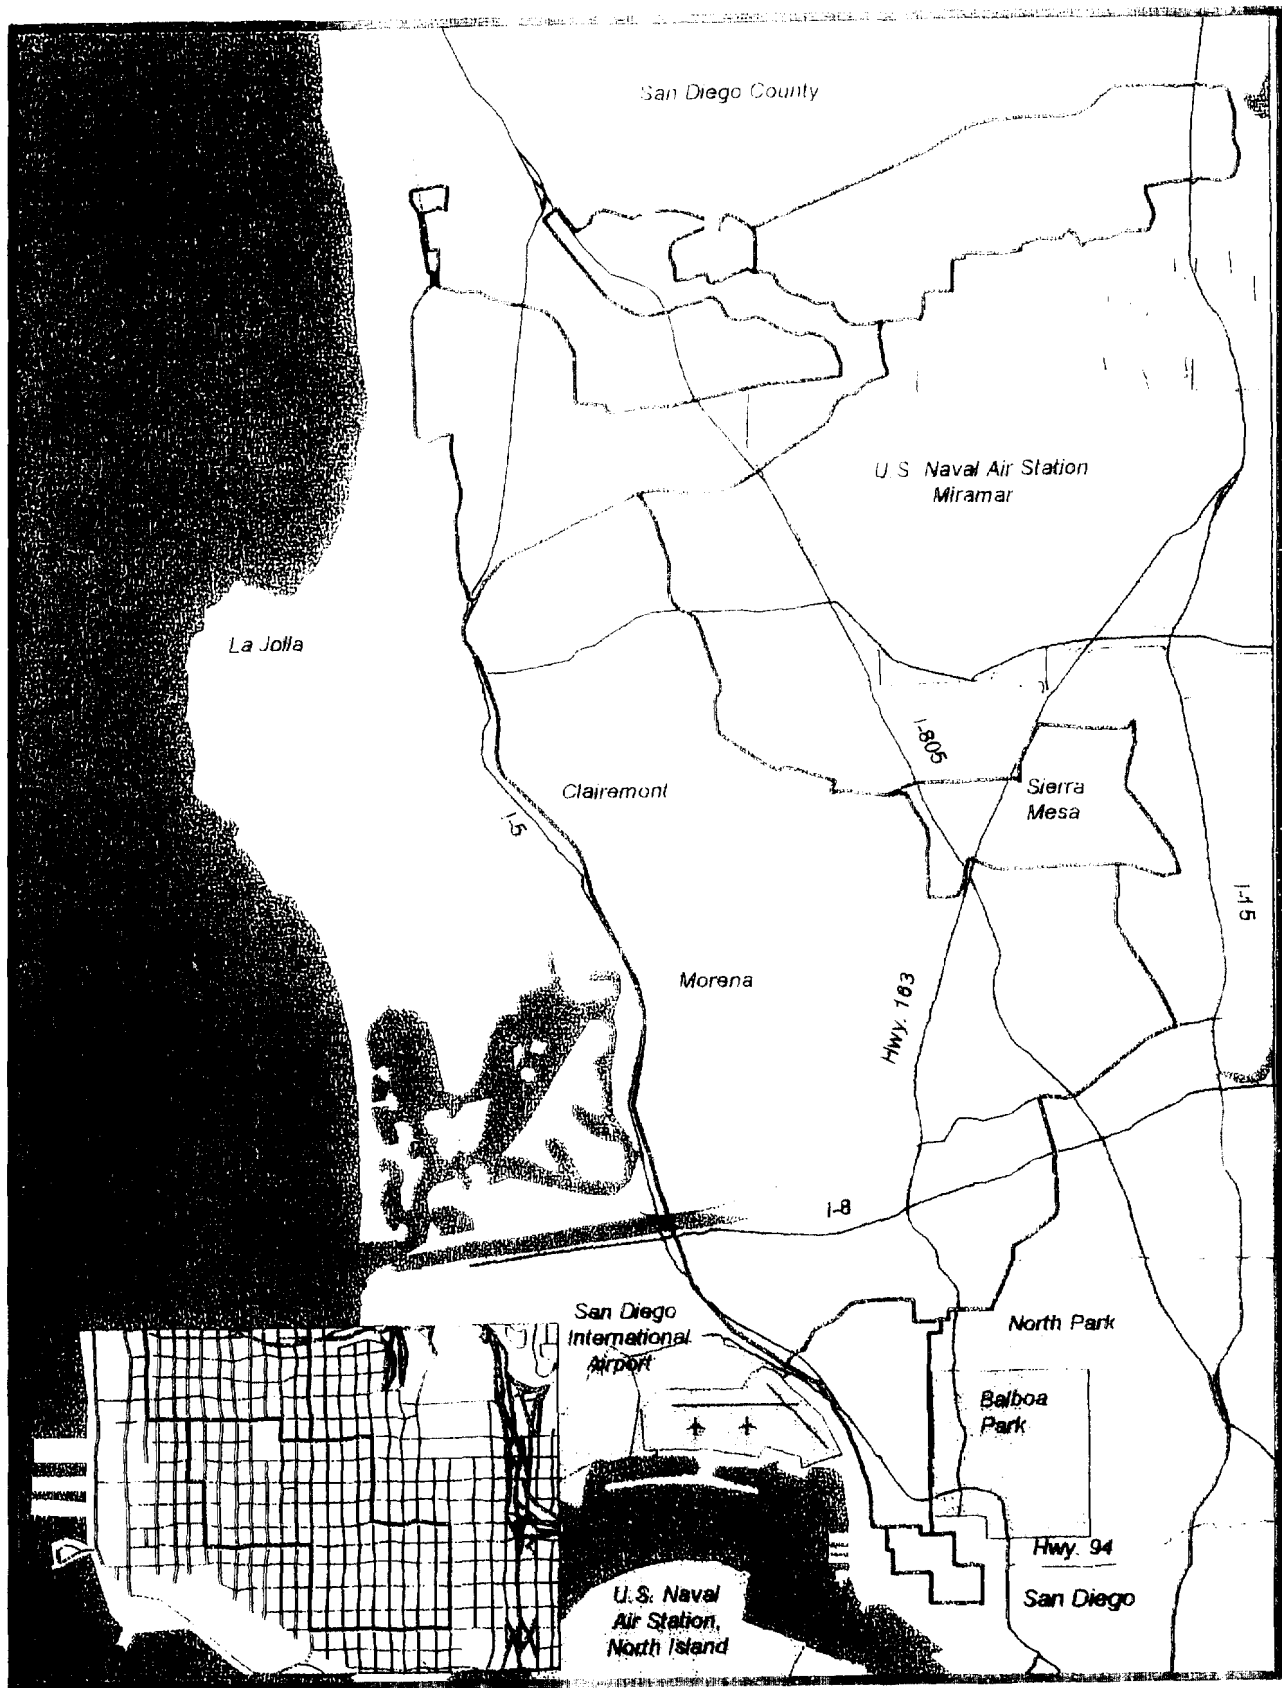 San Diego County
U.S. Naval Air Station
Miramar
La Jolla
I-805
Clairemont
Sierra
Mesa
I-5
I-15
Morena
Hwy. 163
I-8
San Diego
International
Airport
North Park
Balboa
Park
Hwy. 94
San Diego
U.S. Naval
Air Station,
North Island